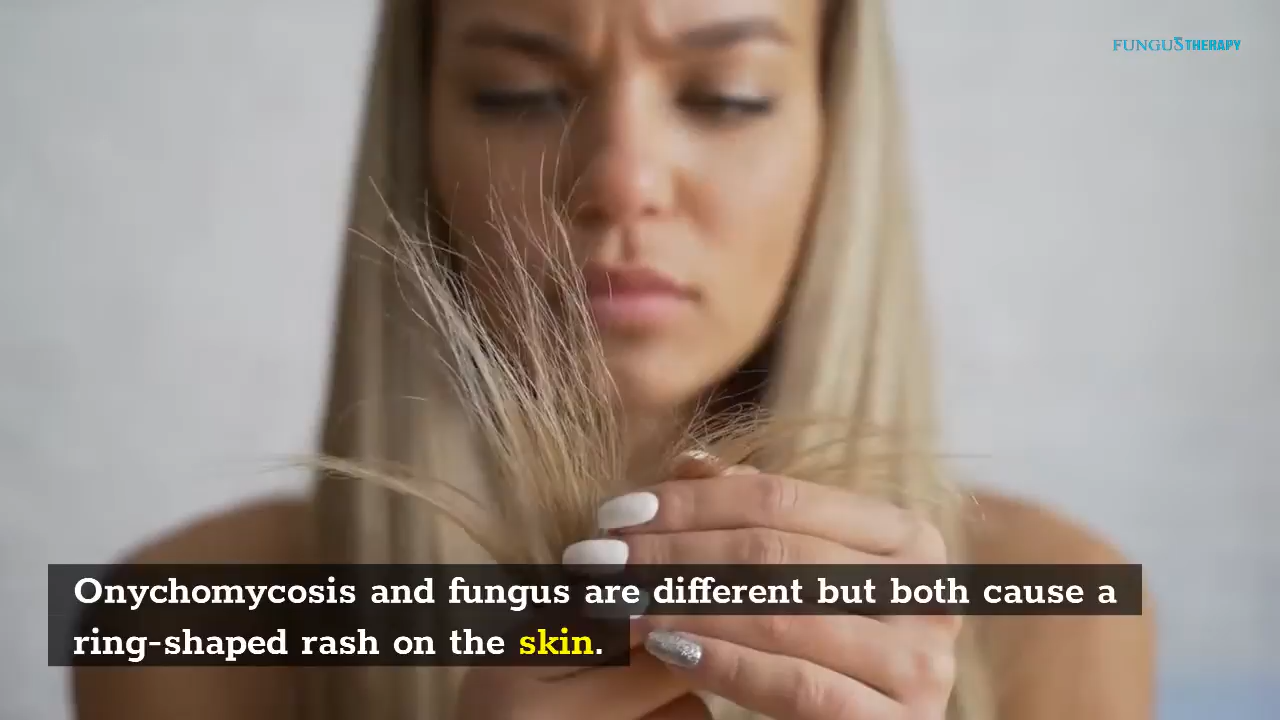 FUNGUSTHERAPY
Onychomycosis and fungus are different but both cause a
ring-shaped rash on the skin.